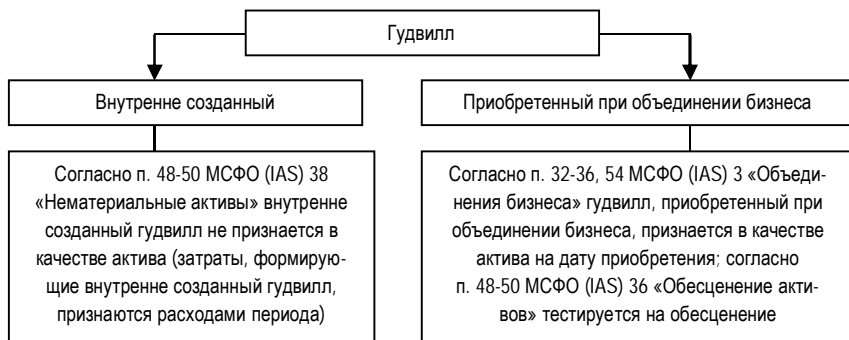 Гудвилл
Внутренне созданный
Приобретенный при объединении бизнеса
Согласно п. 48-50 МСФО (IAS) 38
«Нематериальные активы» внутренне
созданный гудвилл не признается в
качестве актива (затраты, формирую-
щие внутренне созданный гудвилл,
признаются расходами периода)
Согласно п. 32-36, 54 МСФО (IAS) 3 «Объеди-
нения бизнеса» гудвилл, приобретенный при
объединении бизнеса, признается в качестве
актива на дату приобретения; согласно
п. 48-50 МСФО (IAS) 36 «Обесценение акти-
вов» тестируется на обесценение